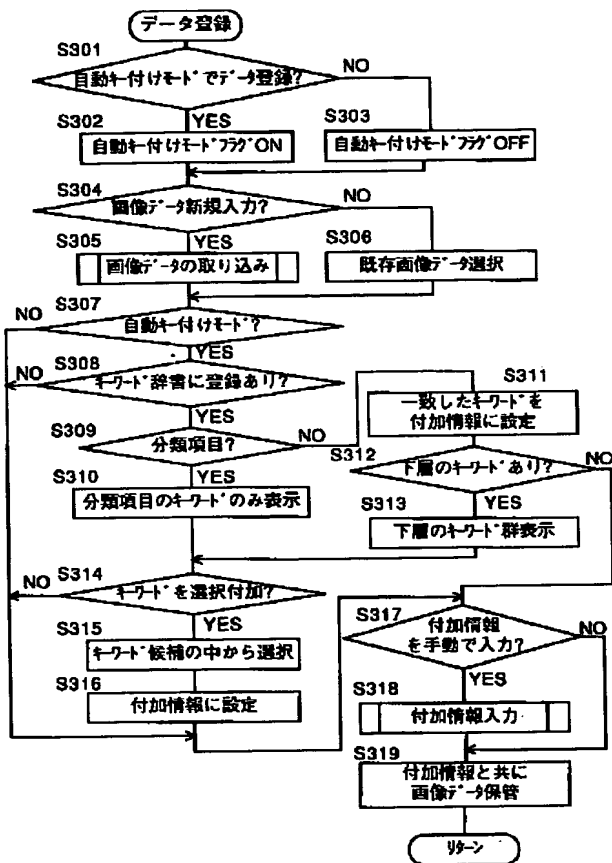 データ登録
S301
自動キー付けモードでデータ登録?
NO
YES
S302
自動キー付けモードフラグON
S303
自動キー付けモードフラグOFF
S304
画像データ新規入力?
NO
YES
S305
画像データの取り込み
S306
既存画像データ選択
S307
NO
自動キー付けモード?
YES
S308
NO
キーワード辞書に登録あり?
YES
S309
分類項目?
NO
YES
S310
分類項目のキーワードのみ表示
S311
一致したキーワードを
付加情報に設定
S312
下層のキーワードあり?
NO
YES
S313
下層のキーワード群表示
S314
NO
キーワードを選択付加?
YES
S315
キーワード候補の中から選択
S316
付加情報に設定
S317
付加情報
を手動で入力?
NO
YES
S318
付加情報入力
S319
付加情報と共に
画像データ保管
リターン